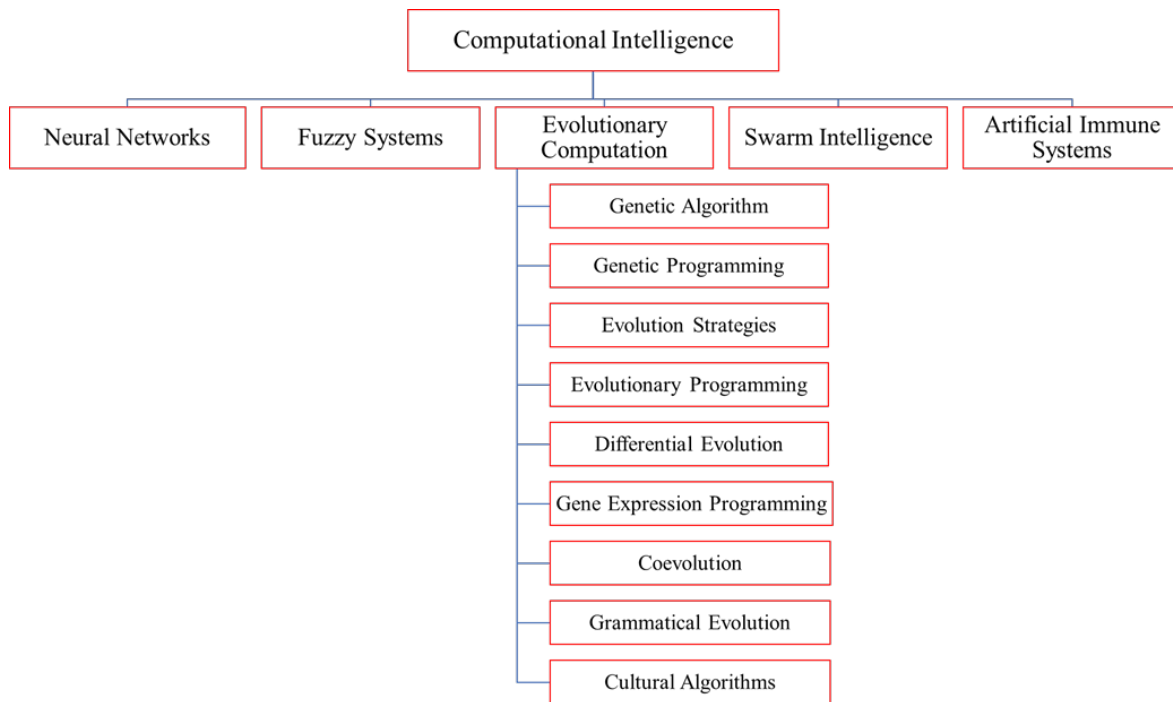 Computational Intelligence
Neural Networks
Fuzzy Systems
Evolutionary
Computation
Swarm Intelligence
Artificial Immune
Systems
Genetic Algorithm
Genetic Programming
Evolution Strategies
Evolutionary Programming
Differential Evolution
Gene Expression Programming
Coevolution
Grammatical Evolution
Cultural Algorithms